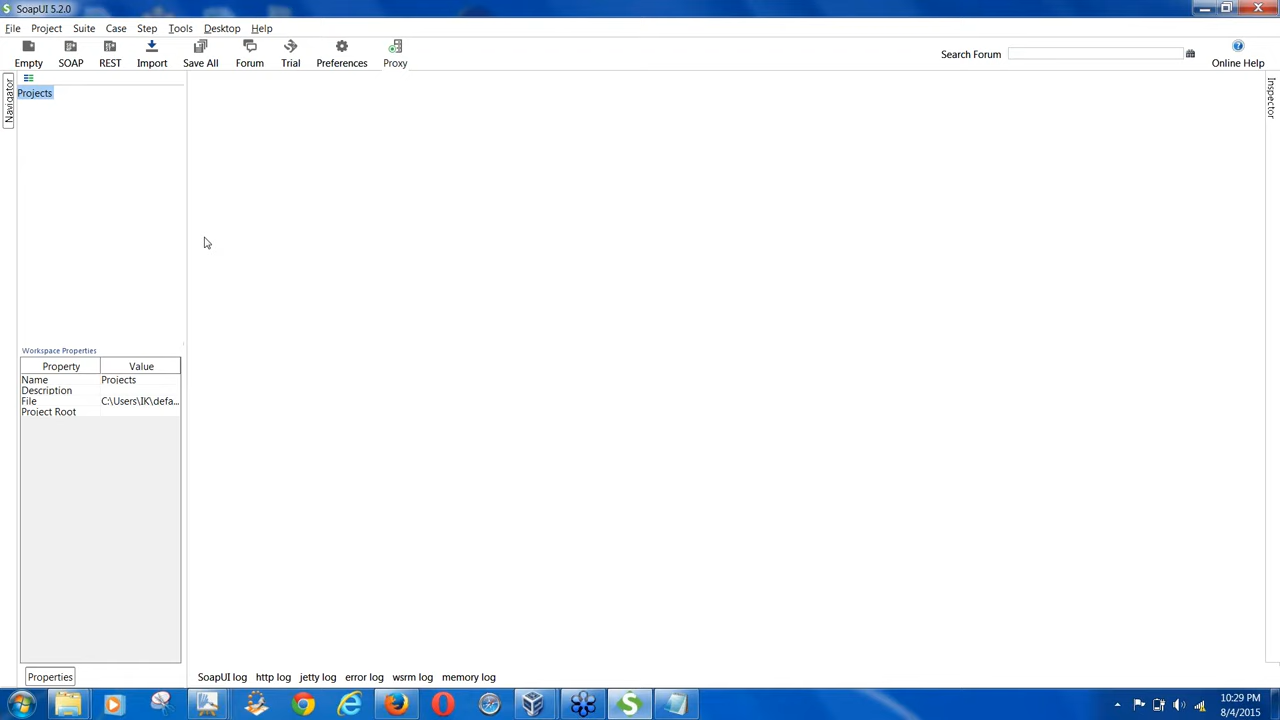 SoapUI 5.2.0
File Project Suite Case Step Tools Desktop Help
Empty SOAP REST Import Save All Forum Trial Preferences Proxy Search Forum Online Help
Navigator
Inspector
Projects
Workspace Properties
Property Value
Name Projects
Description
File C:\Users\IK\defa...
Project Root
Properties SoapUI log http log jetty log error log wsrm log memory log
10:29 PM
8/4/2015